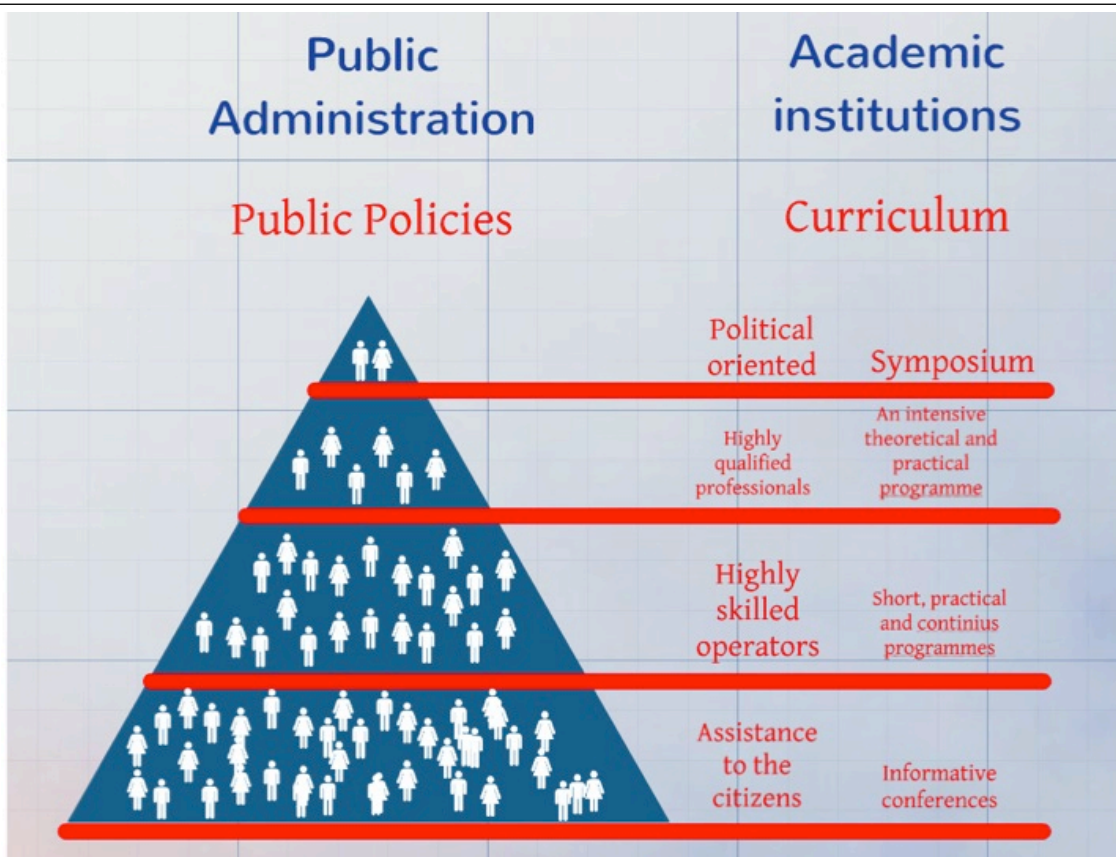 Public
Administration
Academic
institutions
Public Policies
Curriculum
Political
oriented
Symposium
Highly
qualified
professionals
An intensive
theoretical and
practical
programme
Highly
skilled
operators
Short, practical
and continius
programmes
Assistance
to the
citizens
Informative
conferences